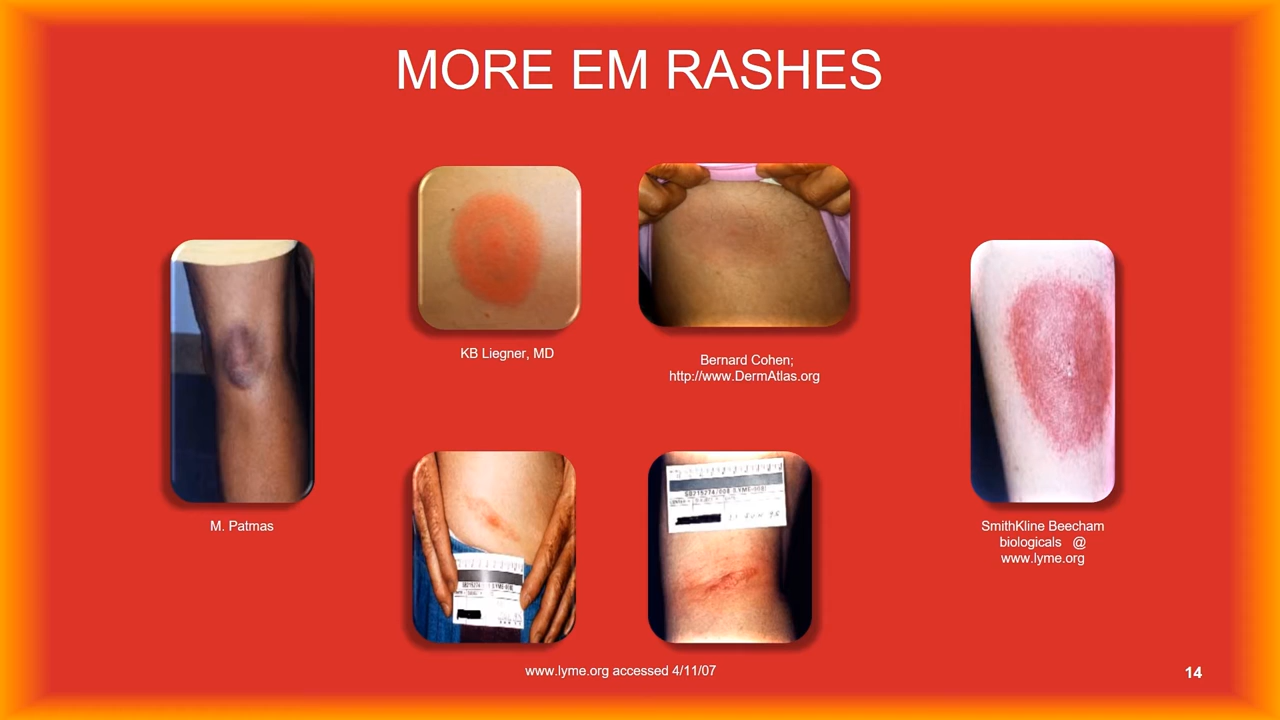 MORE EM RASHES
KB Liegner, MD
Bernard Cohen;
http://www.DermAtlas.org
M. Patmas
SmithKline Beecham
biologicals @
www.lyme.org
www.lyme.org accessed 4/11/07
14